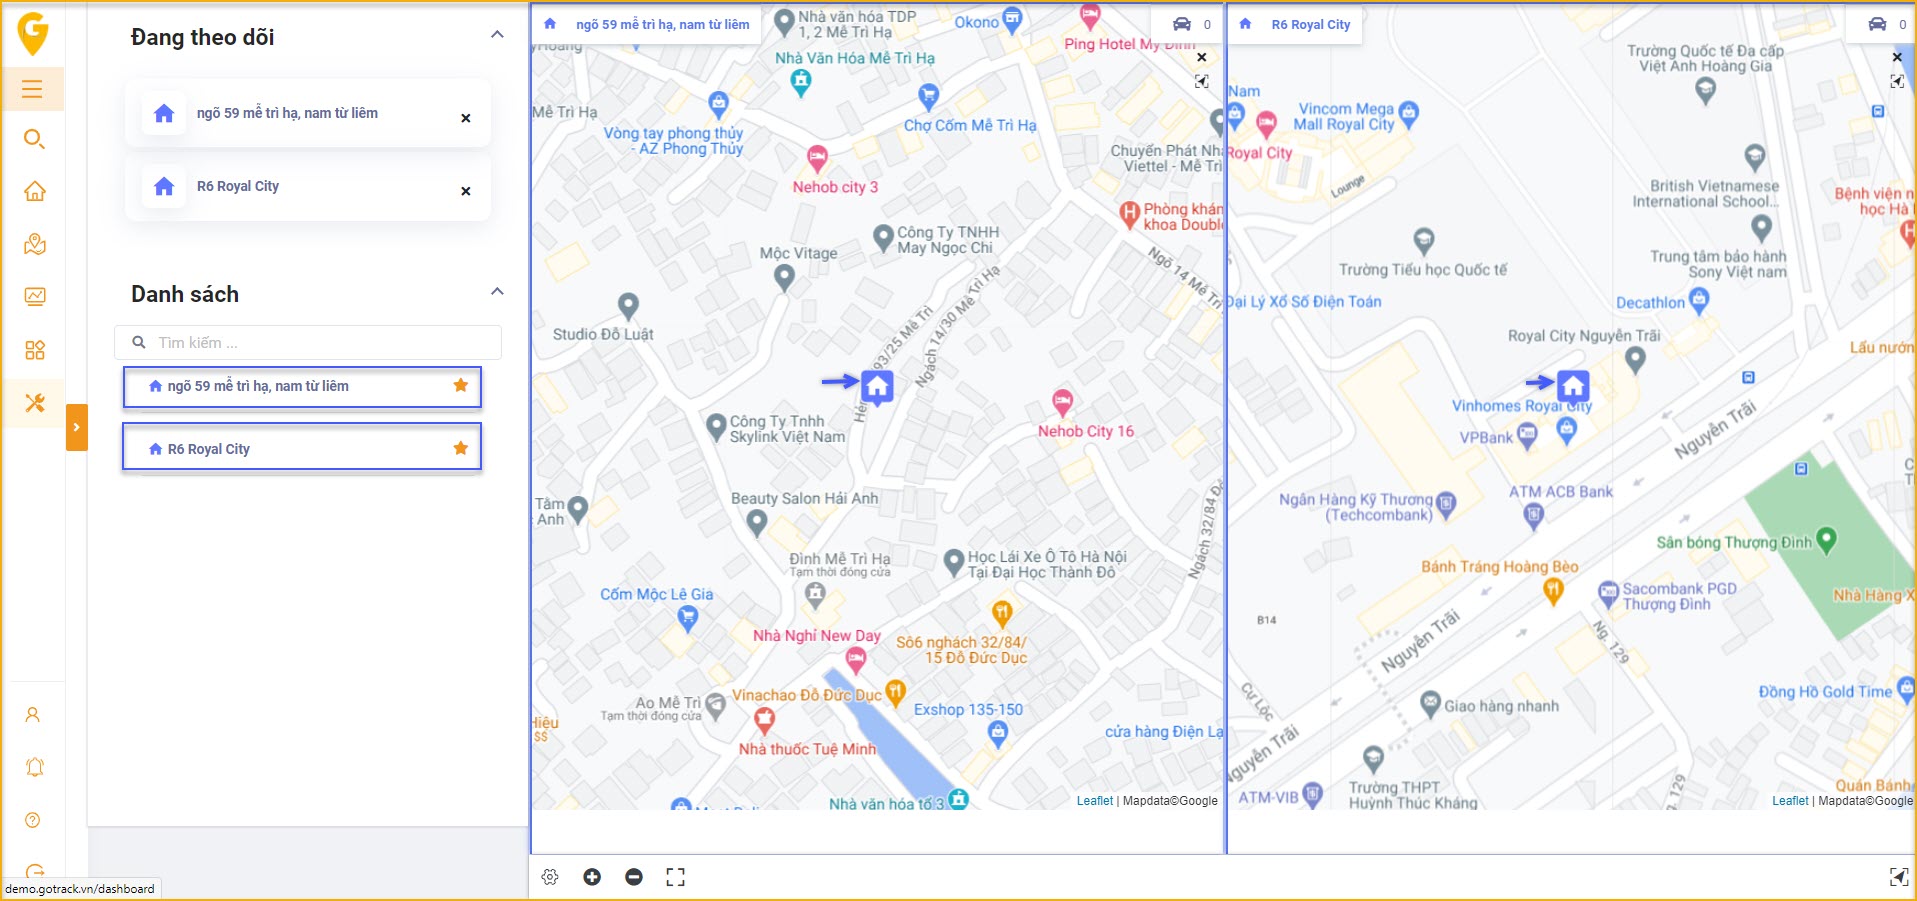 G
Đang theo dõi
ngõ 59 mễ trì hạ, nam từ liêm
R6 Royal City
Danh sách
Tìm kiếm ...
ngõ 59 mễ trì hạ, nam từ liêm
R6 Royal City
demo.gotrack.vn/dashboard
ngõ 59 mễ trì hạ, nam từ liêm
0
Nhà văn hóa TDP
1, 2 Mễ Trì Hạ
Okono
Ping Hotel My Dinh
Nhà Văn Hóa Mễ Trì Hạ
Mễ Trì Hạ
Vòng tay phong thủy
- AZ Phong Thủy
Chợ Cốm Mễ Trì Hạ
Chuyển Phát Nha
Viettel - Mễ Trì
Nehob city 3
Phòng khám
khoa Double
Công Ty TNHH
May Ngọc Chi
Mộc Vitage
Ngõ 14 Mễ Trì
Studio Đỗ Luật
93/25 Mễ Trì
Ngách 14/30 Mễ Trì Hạ
Công Ty Tnhh
Skylink Việt Nam
Nehob City 16
Beauty Salon Hải Anh
Tâm
Anh
Ngách 32/84 Đỗ
Đình Mễ Trì Hạ
Tạm thời đóng cửa
Học Lái Xe Ô Tô Hà Nội
Tại Đại Học Thành Đô
Cốm Mộc Lê Gia
Nhà Nghỉ New Day
Số6 nghách 32/84/
15 Đỗ Đức Dục
Ao Mễ Trì
Tạm thời đóng cửa
Vinachao Đỗ Đức Dục
Exshop 135-150
Hiệu
$$
Nhà thuốc Tuệ Minh
cửa hàng Điện Lạ
Nhà văn hóa tổ 3
Leaflet | Mapdata©Google
R6 Royal City
0
Trường Quốc tế Đa cấp
Việt Anh Hoàng Gia
Nam
Vincom Mega
Mall Royal City
Royal City
Lounge
British Vietnamese
International School...
Bệnh viện n
học Hà
Trường Tiểu học Quốc tế
Trung tâm bảo hành
Sony Việt nam
Đại Lý Xổ Số Điện Toán
Decathlon
Royal City Nguyễn Trãi
Lẩu nướn
Vinhomes Royal City
VPBank
Nguyễn Trãi
Ngân Hàng Kỹ Thương
(Techcombank)
ATM ACB Bank
Sân bóng Thượng Đình
Bánh Tráng Hoàng Bèo
Sacombank PGD
Thượng Đình
Nhà Hàng X
B14
Nguyễn Trãi
Ng. 129
Cự Lộc
Đồng Hồ Gold Time
Giao hàng nhanh
Nguyễn Trãi
Trường THPT
Huỳnh Thúc Kháng
ATM-VIB
Quán Bánh
129
Leaflet | Mapdata©Google